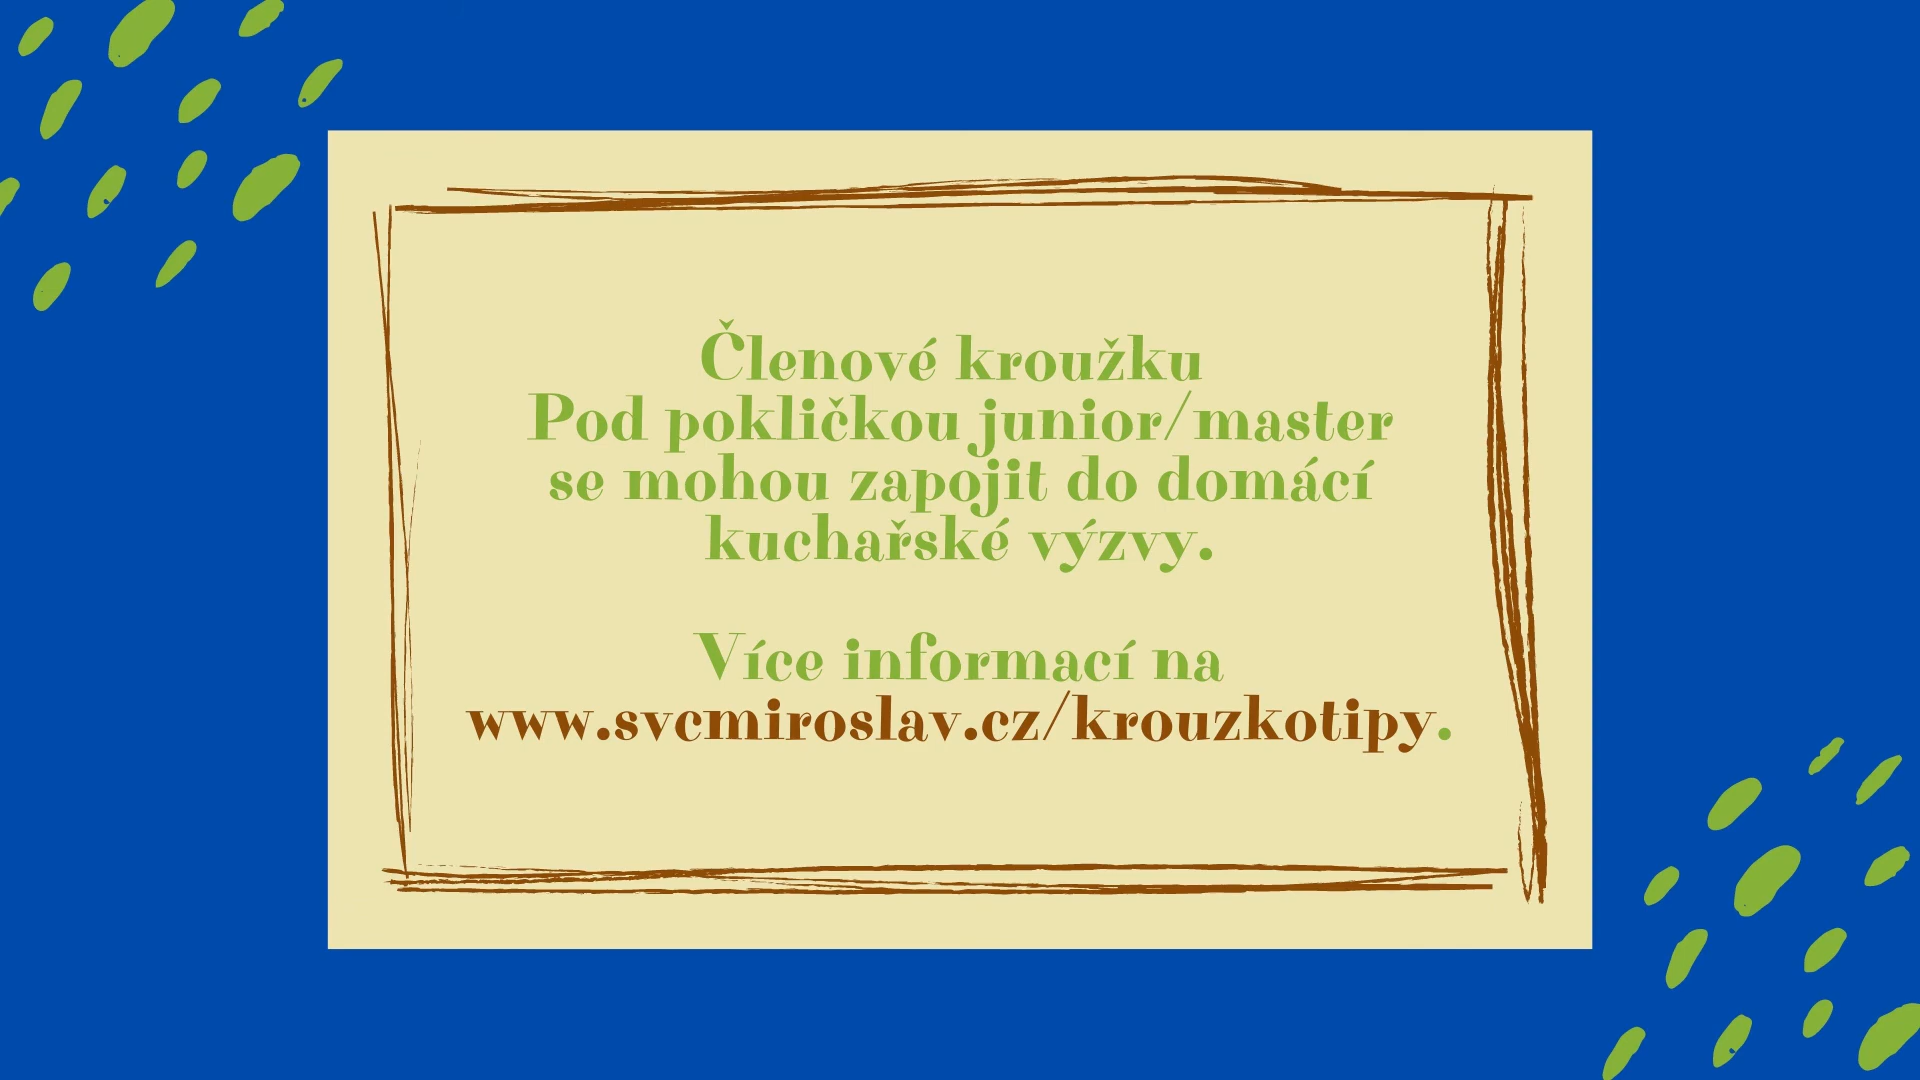 Členové kroužku
Pod pokličkou junior/master
se mohou zapojit do domácí
kuchařské výzvy.
Více informací na
www.svcmiroslav.cz/krouzkotipy.